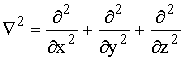 ∇² = ∂²/∂x² + ∂²/∂y² + ∂²/∂z²